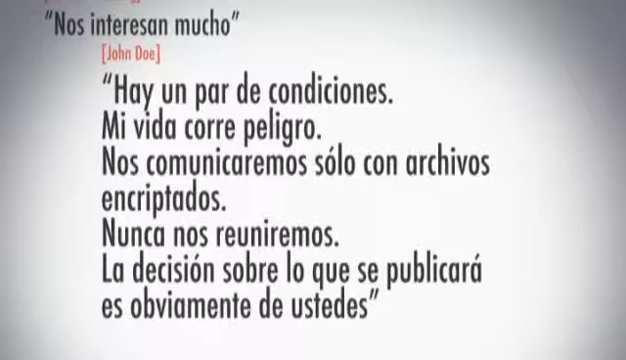 "Nos interesan mucho"
[John Doe]
"Hay un par de condiciones.
Mi vida corre peligro.
Nos comunicaremos sólo con archivos
encriptados.
Nunca nos reuniremos.
La decisión sobre lo que se publicará
es obviamente de ustedes"